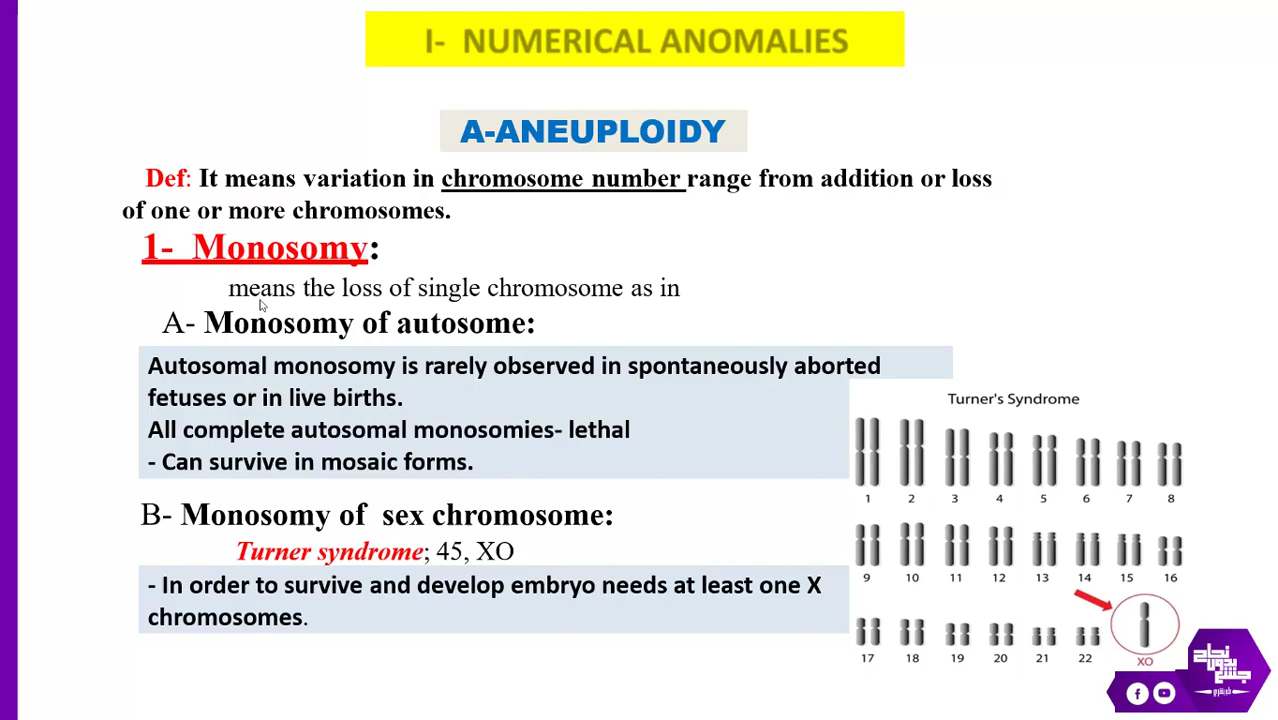 I- NUMERICAL ANOMALIES
A-ANEUPLOIDY
Def: It means variation in chromosome number range from addition or loss
of one or more chromosomes.
1- Monosomy:
means the loss of single chromosome as in
A- Monosomy of autosome:
Autosomal monosomy is rarely observed in spontaneously aborted
fetuses or in live births.
All complete autosomal monosomies- lethal
- Can survive in mosaic forms.
B- Monosomy of sex chromosome:
Turner syndrome; 45, XO
- In order to survive and develop embryo needs at least one X
chromosomes.
Turner's Syndrome
1 2 3 4 5 6 7 8
9 10 11 12 13 14 15 16
17 18 19 20 21 22 XO